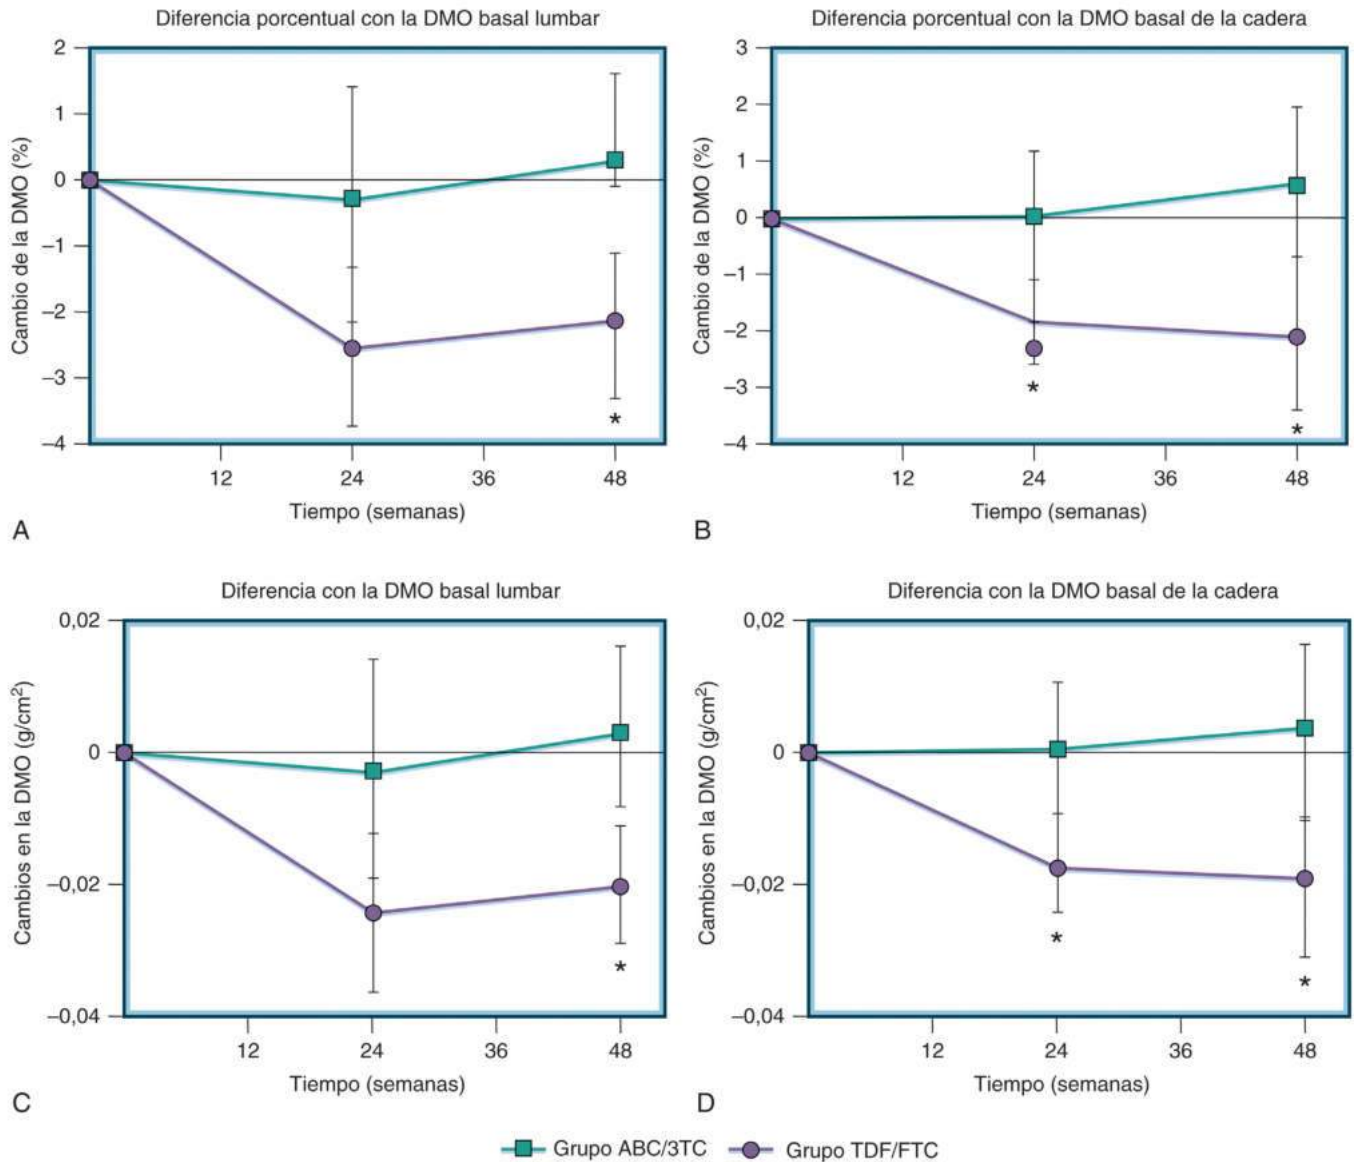 Diferencia porcentual con la DMO basal lumbar
Cambio de la DMO (%)
2
1
0
–1
–2
–3
–4
*
12 24 36 48
Tiempo (semanas)
A
Diferencia porcentual con la DMO basal de la cadera
Cambio de la DMO (%)
3
2
1
0
–1
–2
–3
–4
*
*
12 24 36 48
Tiempo (semanas)
B
Diferencia con la DMO basal lumbar
Cambios en la DMO (g/cm²)
0,02
0
–0,02
–0,04
*
12 24 36 48
Tiempo (semanas)
C
Diferencia con la DMO basal de la cadera
Cambios en la DMO (g/cm²)
0,02
0
–0,02
–0,04
*
*
12 24 36 48
Tiempo (semanas)
D
Grupo ABC/3TC Grupo TDF/FTC